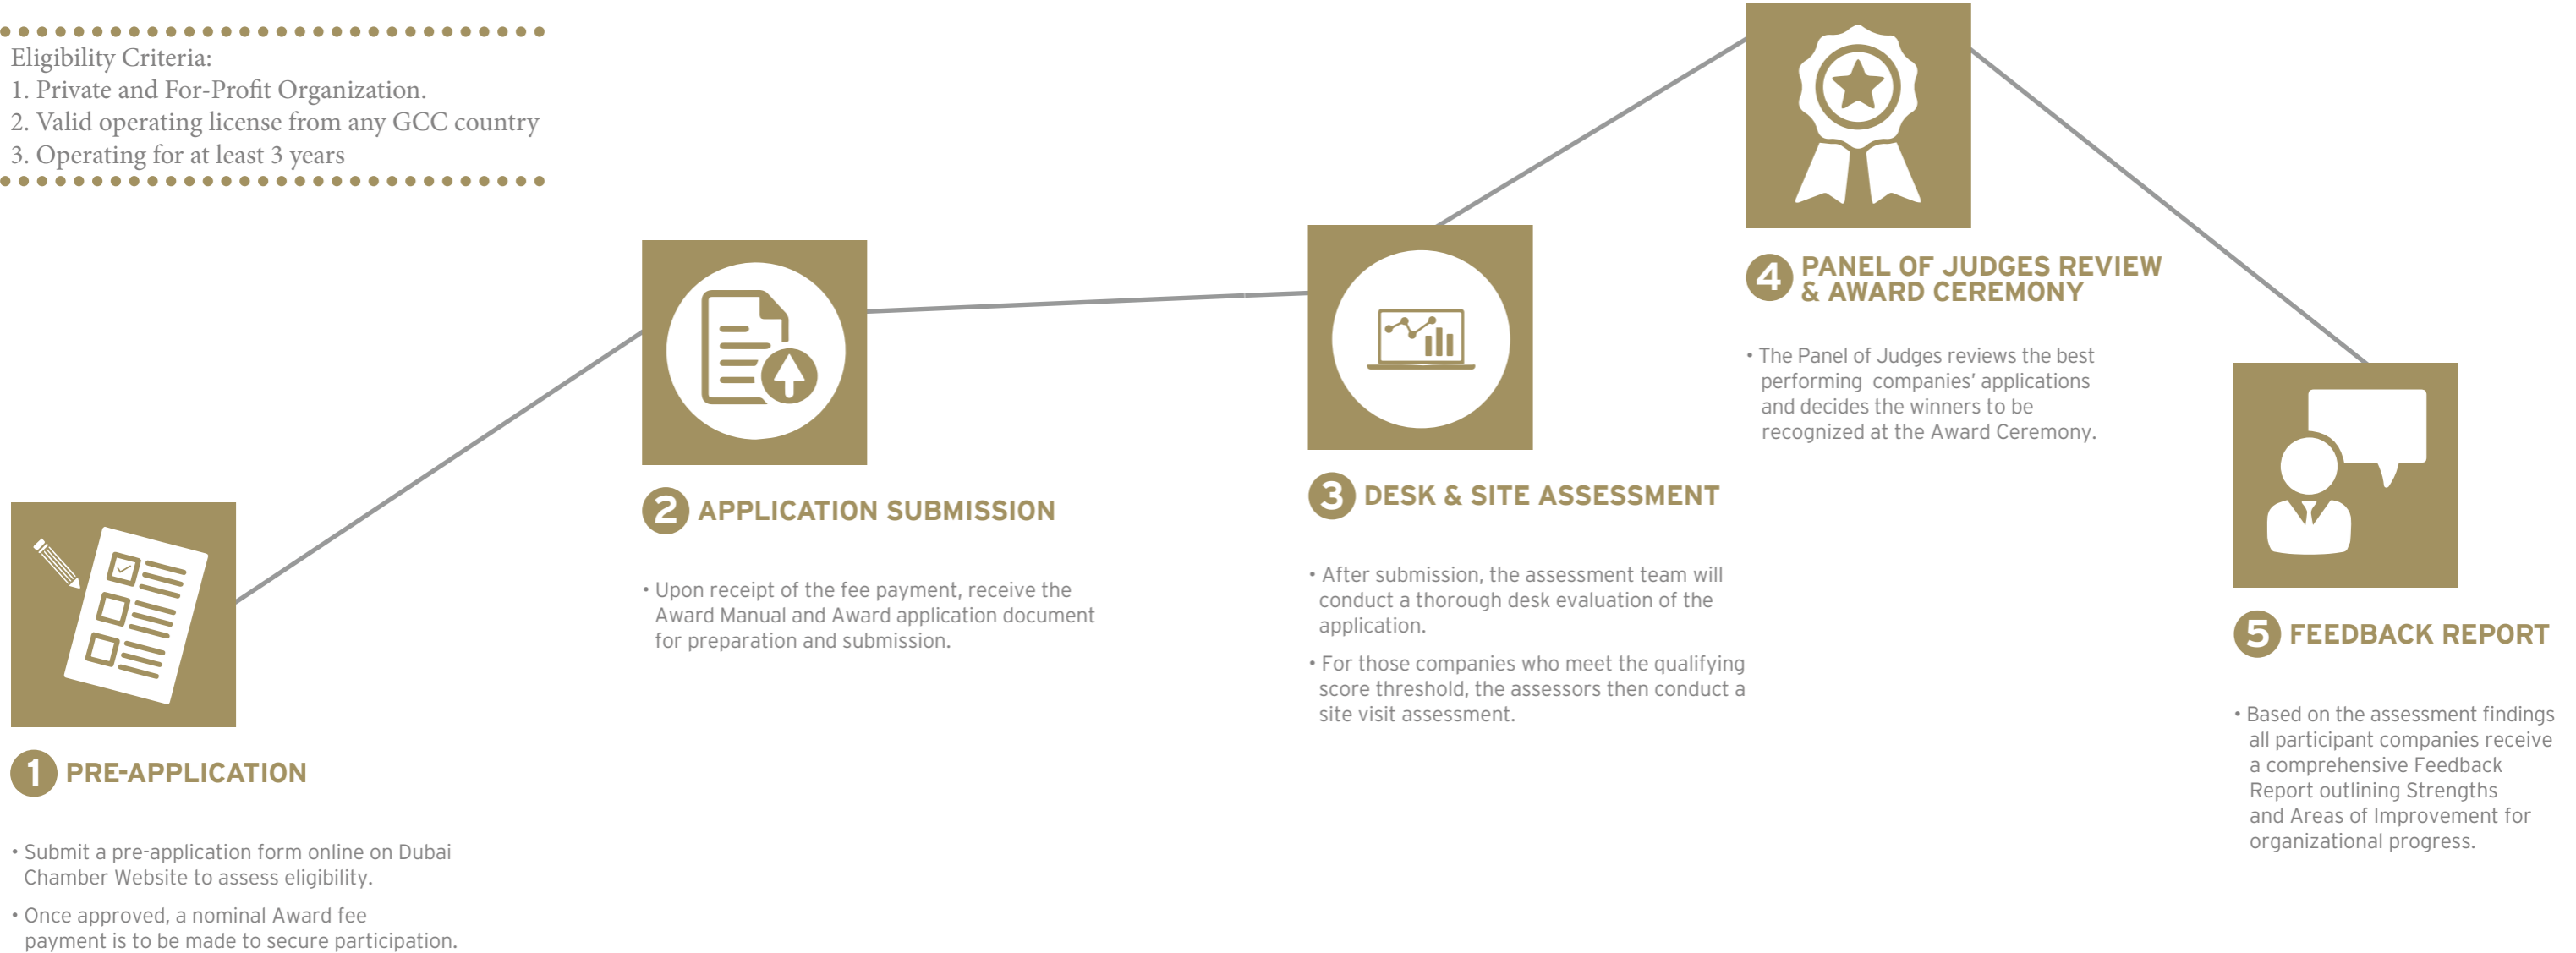 Eligibility Criteria:
1. Private and For-Profit Organization.
2. Valid operating license from any GCC country
3. Operating for at least 3 years
1 PRE-APPLICATION
• Submit a pre-application form online on Dubai
Chamber Website to assess eligibility.
• Once approved, a nominal Award fee
payment is to be made to secure participation.
2 APPLICATION SUBMISSION
• Upon receipt of the fee payment, receive the
Award Manual and Award application document
for preparation and submission.
3 DESK & SITE ASSESSMENT
• After submission, the assessment team will
conduct a thorough desk evaluation of the
application.
• For those companies who meet the qualifying
score threshold, the assessors then conduct a
site visit assessment.
4 PANEL OF JUDGES REVIEW
& AWARD CEREMONY
• The Panel of Judges reviews the best
performing companies’ applications
and decides the winners to be
recognized at the Award Ceremony.
5 FEEDBACK REPORT
• Based on the assessment findings
all participant companies receive
a comprehensive Feedback
Report outlining Strengths
and Areas of Improvement for
organizational progress.